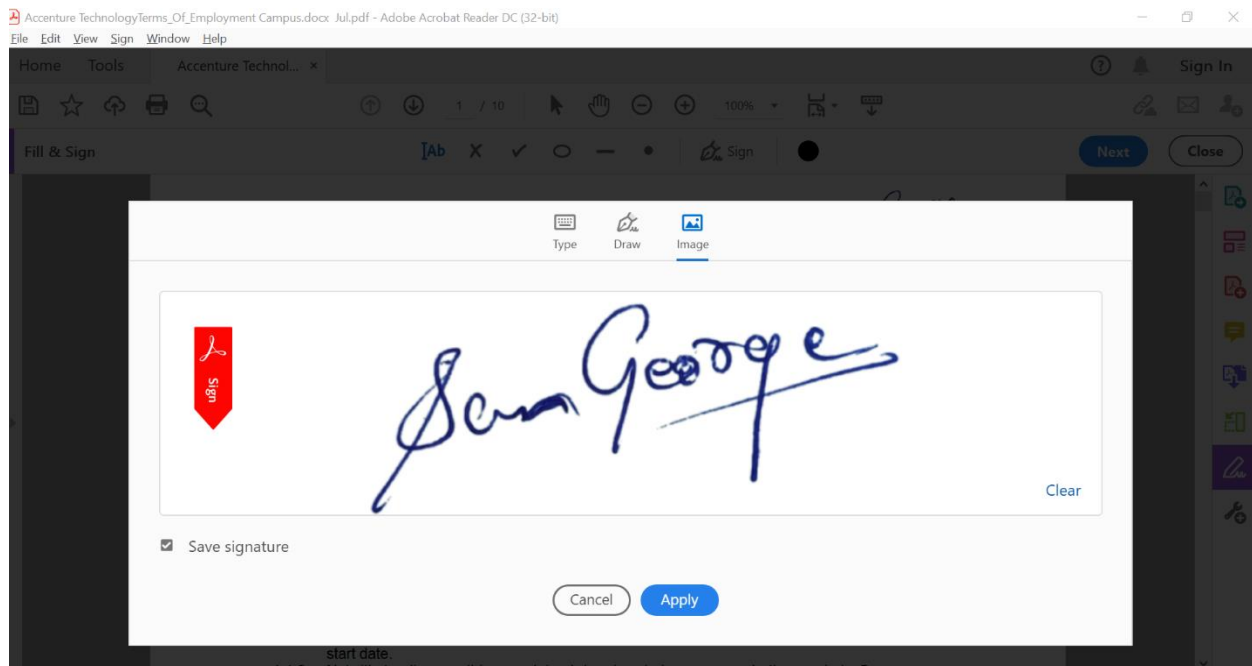 Accenture TechnologyTerms_Of_Employment Campus.docx  Jul.pdf - Adobe Acrobat Reader DC (32-bit)
File Edit View Sign Window Help
Home Tools Accenture Technol... ×
? Sign In
1 / 10 100%
Fill & Sign IAb X Sign Next Close
Type Draw Image
Sign
Sam George
Clear
Save signature
Cancel Apply
start date.